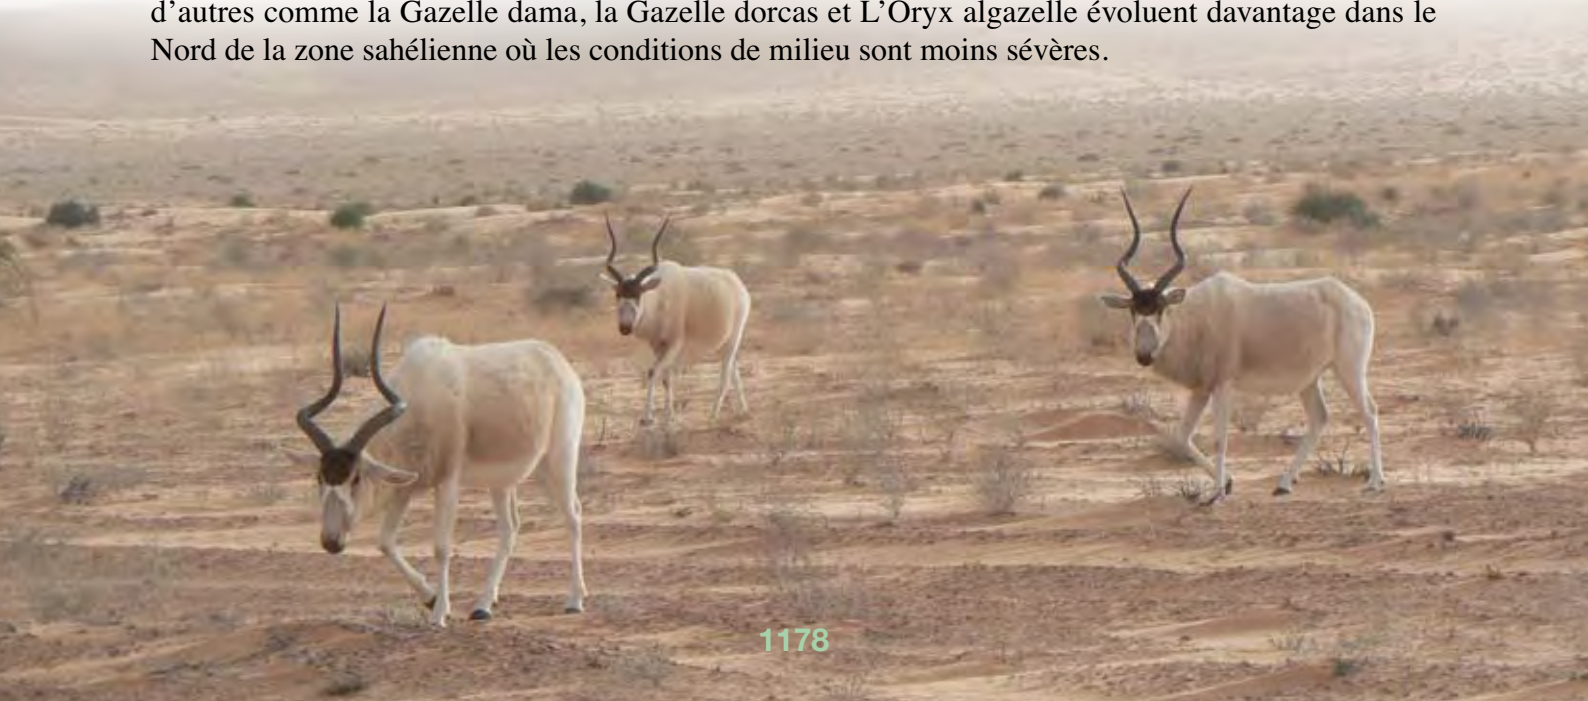 d'autres comme la Gazelle dama, la Gazelle dorcas et L'Oryx algazelle évoluent davantage dans le
Nord de la zone sahélienne où les conditions de milieu sont moins sévères.
1178